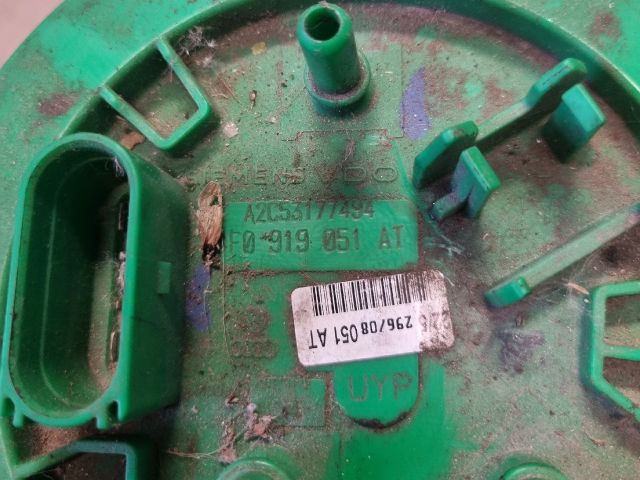 SIEMENS VDO
A2C53177494
F0 919 051 AT
296/08 051 AT
UYP